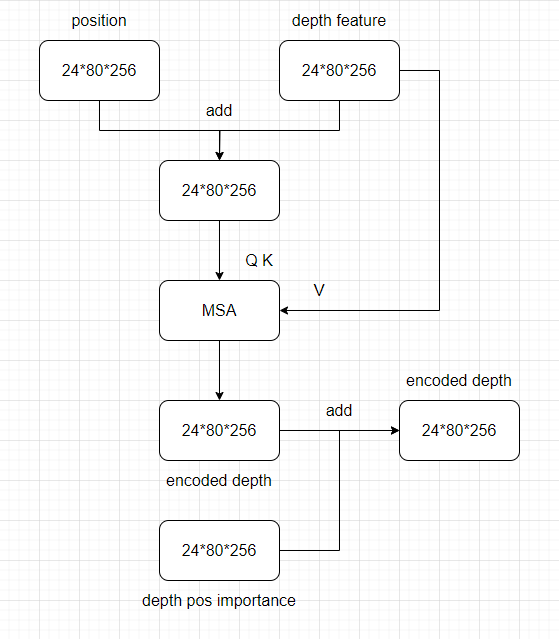 position
depth feature
24*80*256
24*80*256
add
24*80*256
Q K
V
MSA
encoded depth
add
24*80*256
24*80*256
encoded depth
24*80*256
depth pos importance